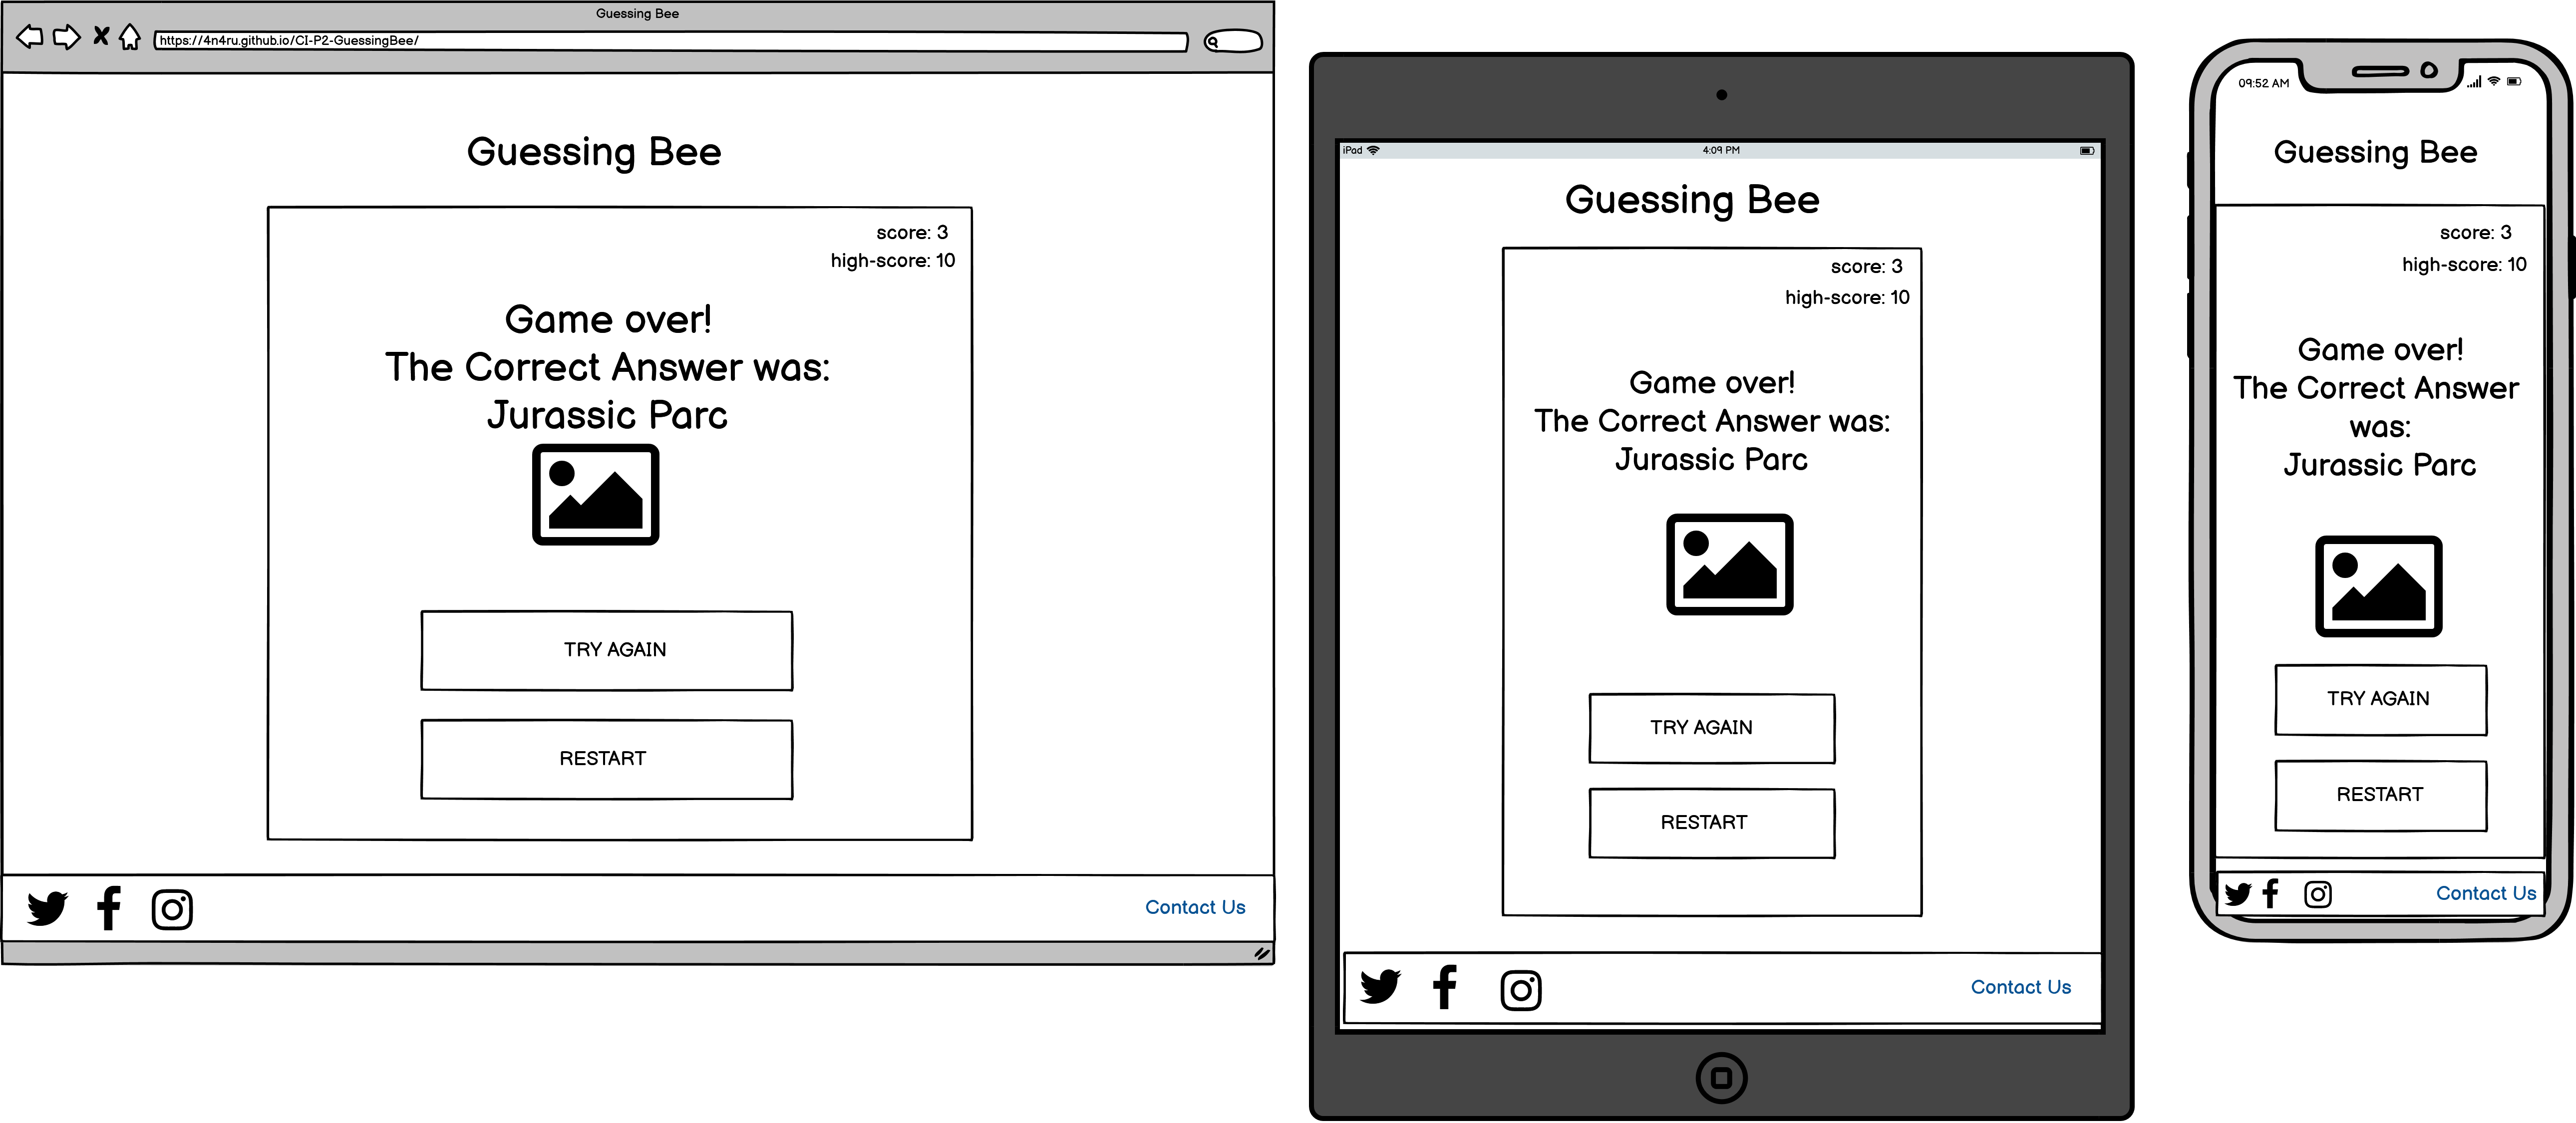 Guessing Bee
https://4n4ru.github.io/CI-P2-GuessingBee/
Guessing Bee
score: 3
high-score: 10
Game over!
The Correct Answer was:
Jurassic Parc
TRY AGAIN
RESTART
Contact Us
iPad
4:09 PM
Guessing Bee
score: 3
high-score: 10
Game over!
The Correct Answer was:
Jurassic Parc
TRY AGAIN
RESTART
Contact Us
09:52 AM
Guessing Bee
score: 3
high-score: 10
Game over!
The Correct Answer
was:
Jurassic Parc
TRY AGAIN
RESTART
Contact Us